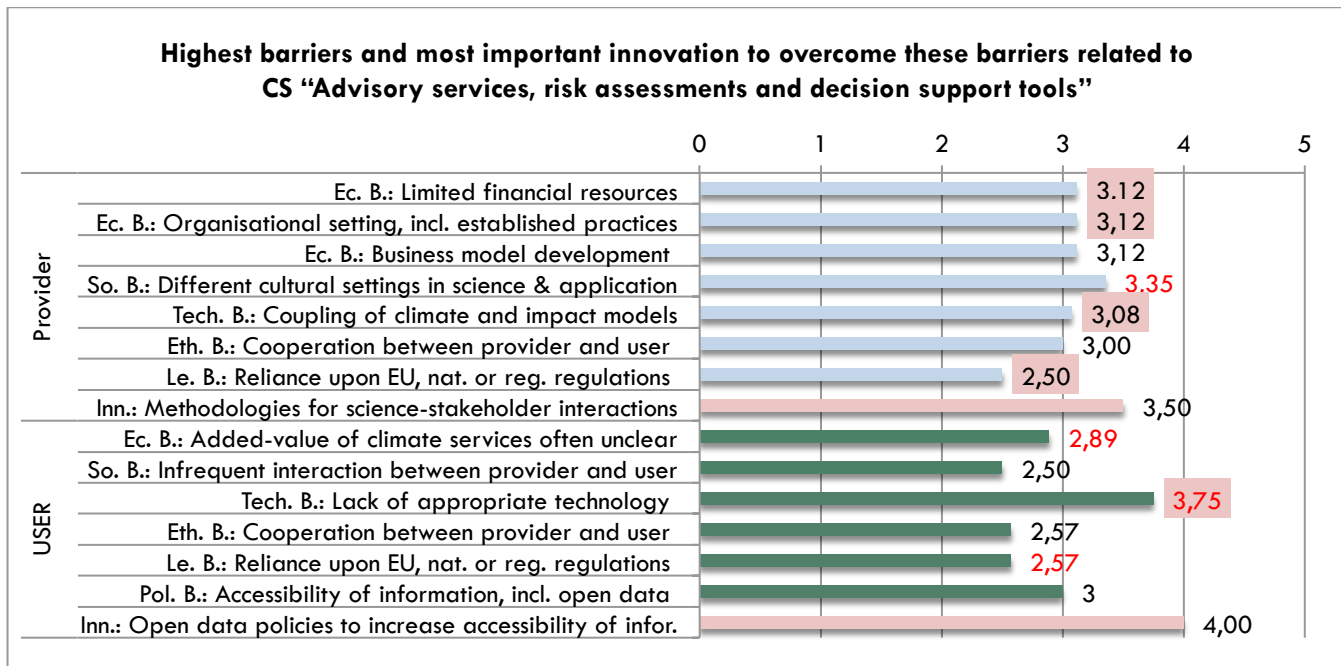 Highest barriers and most important innovation to overcome these barriers related to
CS “Advisory services, risk assessments and decision support tools”
0 1 2 3 4 5
Provider
Ec. B.: Limited financial resources 3.12
Ec. B.: Organisational setting, incl. established practices 3,12
Ec. B.: Business model development 3,12
So. B.: Different cultural settings in science & application 3.35
Tech. B.: Coupling of climate and impact models 3,08
Eth. B.: Cooperation between provider and user 3,00
Le. B.: Reliance upon EU, nat. or reg. regulations 2,50
Inn.: Methodologies for science-stakeholder interactions 3,50
USER
Ec. B.: Added-value of climate services often unclear 2,89
So. B.: Infrequent interaction between provider and user 2,50
Tech. B.: Lack of appropriate technology 3,75
Eth. B.: Cooperation between provider and user 2,57
Le. B.: Reliance upon EU, nat. or reg. regulations 2,57
Pol. B.: Accessibility of information, incl. open data 3
Inn.: Open data policies to increase accessibility of infor. 4,00